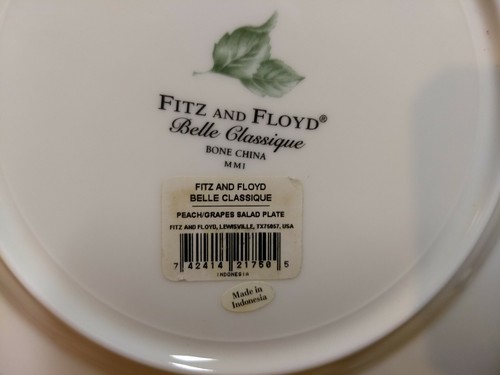 FITZ AND FLOYD®
Belle Classique
BONE CHINA
MMI
FITZ AND FLOYD
BELLE CLASSIQUE
PEACH/GRAPES SALAD PLATE
FITZ AND FLOYD, LEWISVILLE, TX75057, USA
7 42414 21750 5
INDONESIA
Made in
Indonesia